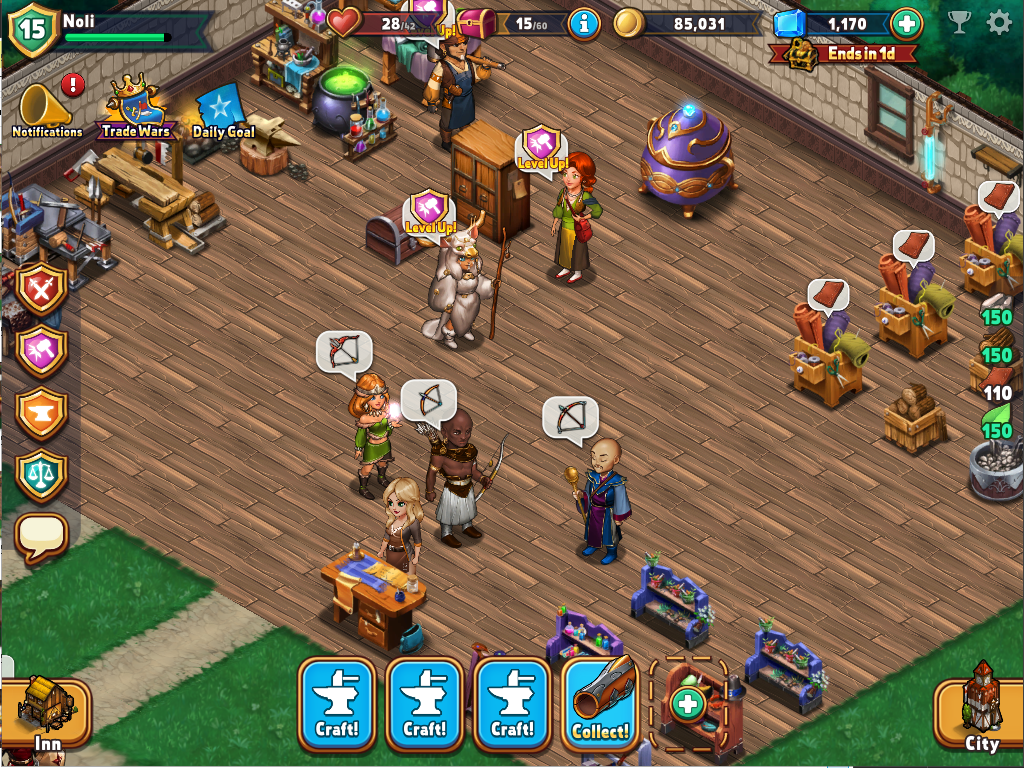 15
Noli
28/42
Up!
15/60
85,031
1,170
Ends in 1d
Notifications
Trade Wars
Daily Goal
Level Up!
Level Up!
150
150
110
150
Craft!
Craft!
Craft!
Collect!
Inn
City